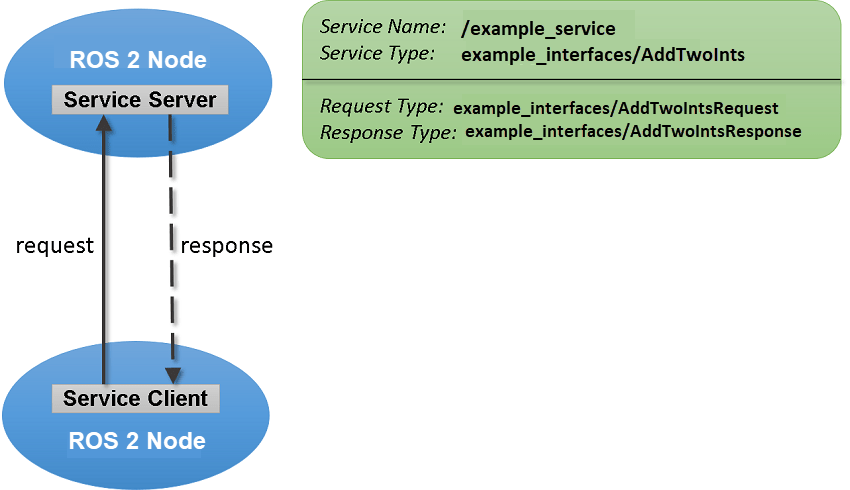 ROS 2 Node
Service Server
Service Name: /example_service
Service Type: example_interfaces/AddTwoInts
Request Type: example_interfaces/AddTwoIntsRequest
Response Type: example_interfaces/AddTwoIntsResponse
request
response
Service Client
ROS 2 Node